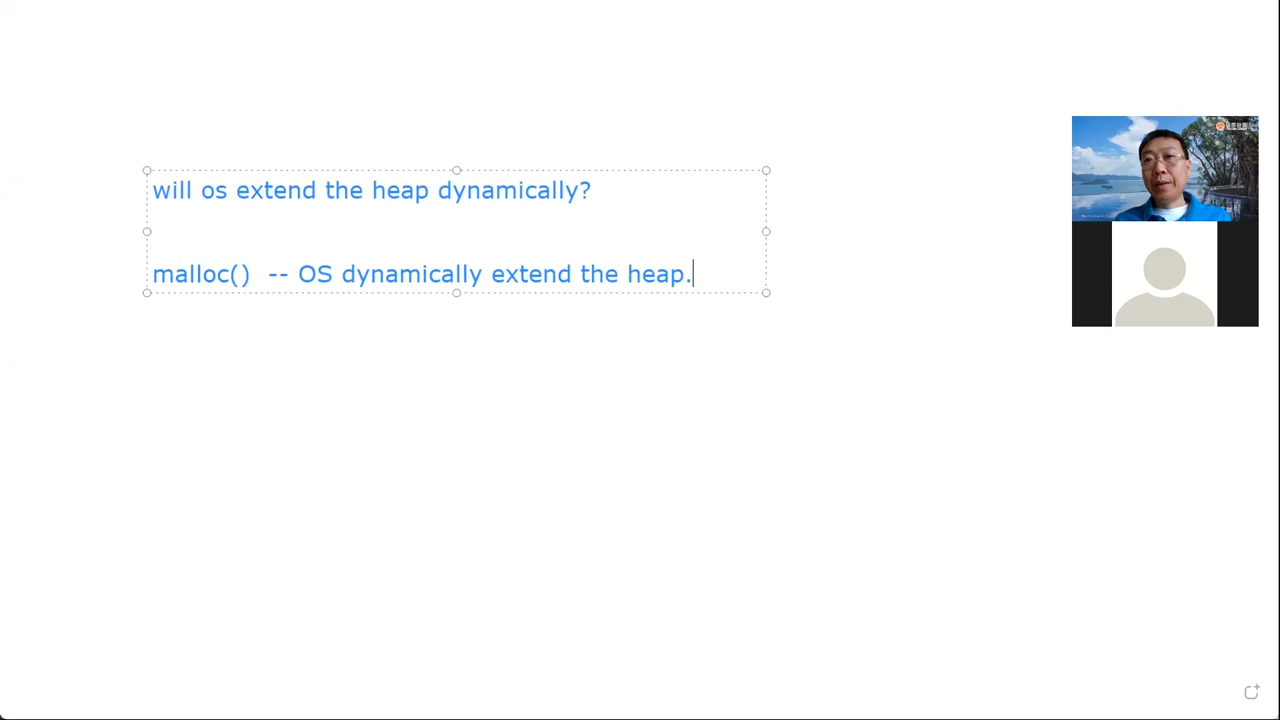 will os extend the heap dynamically?
malloc()  -- OS dynamically extend the heap.